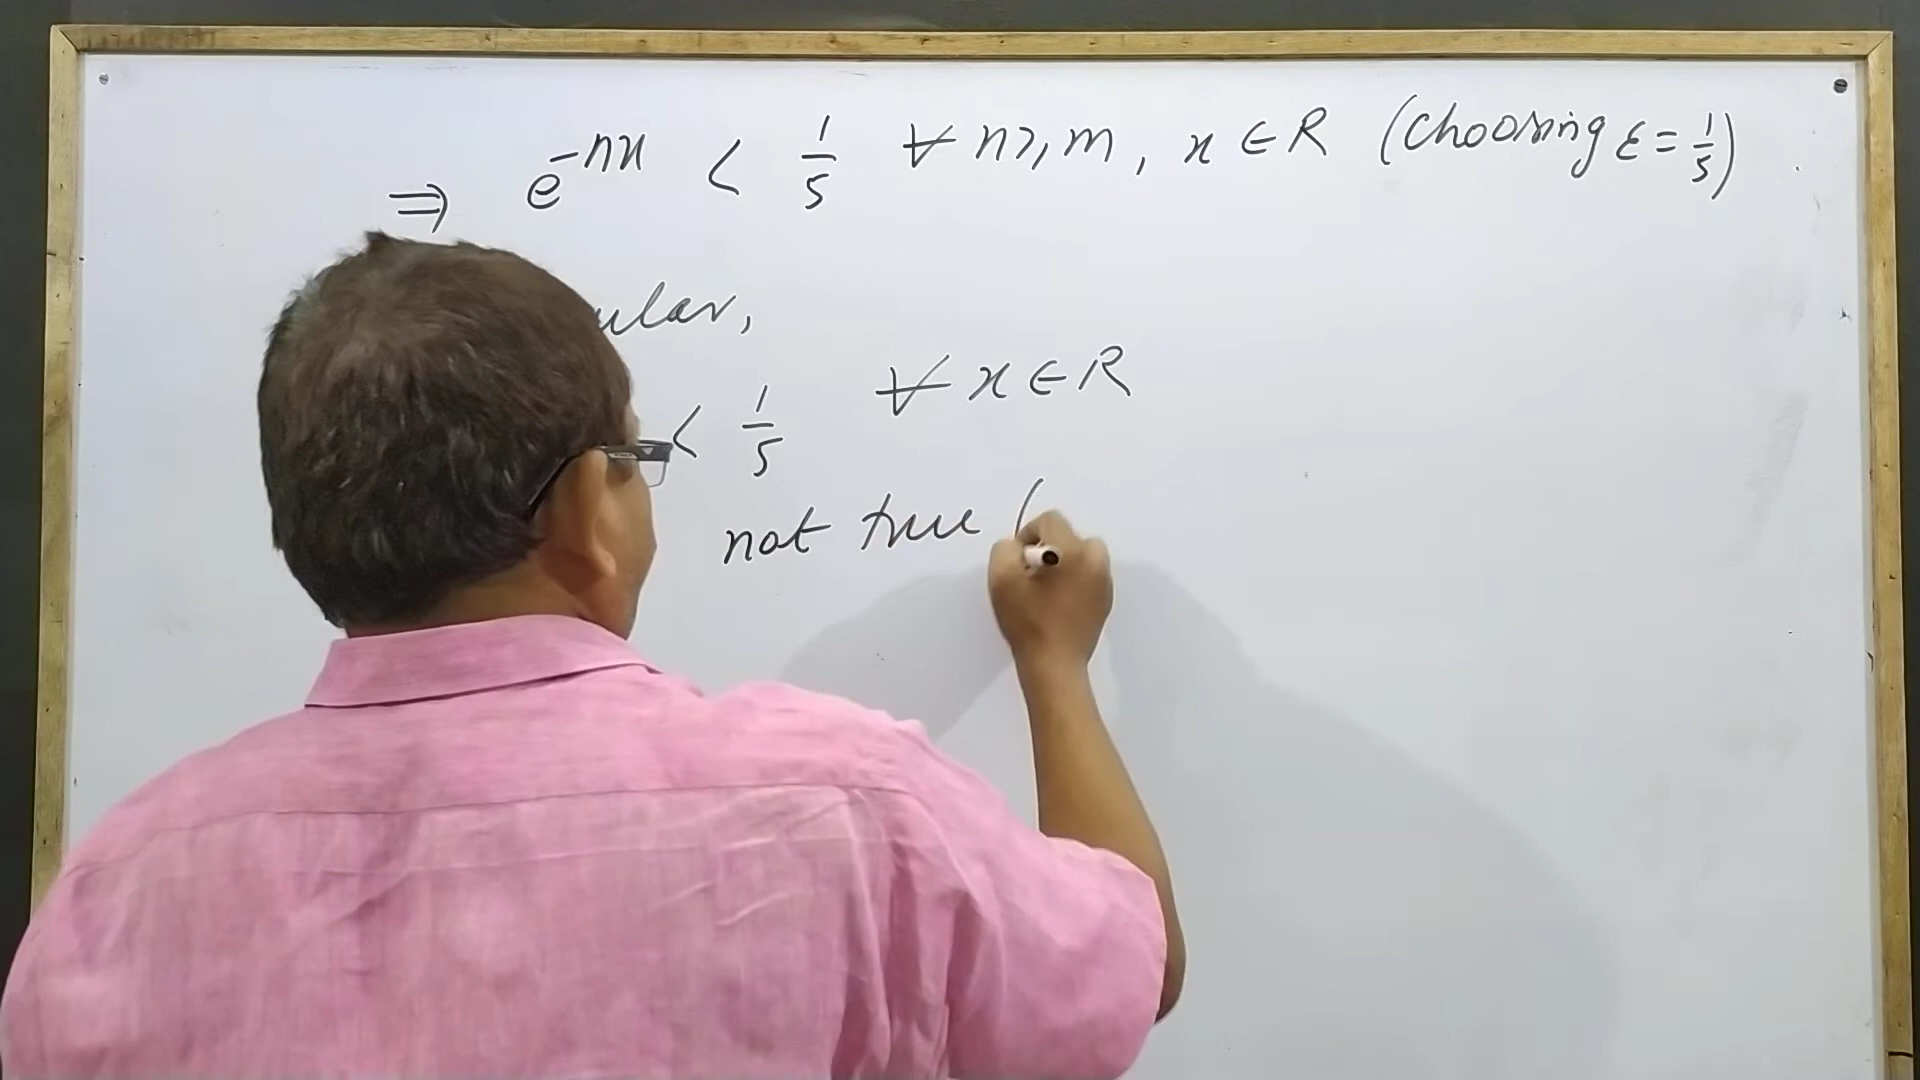 ⇒ e^{-nx} < 1/5 ∀ n ≥ m, x ∈ R (choosing ε = 1/5)
ular,
< 1/5 ∀ x ∈ R
not true (